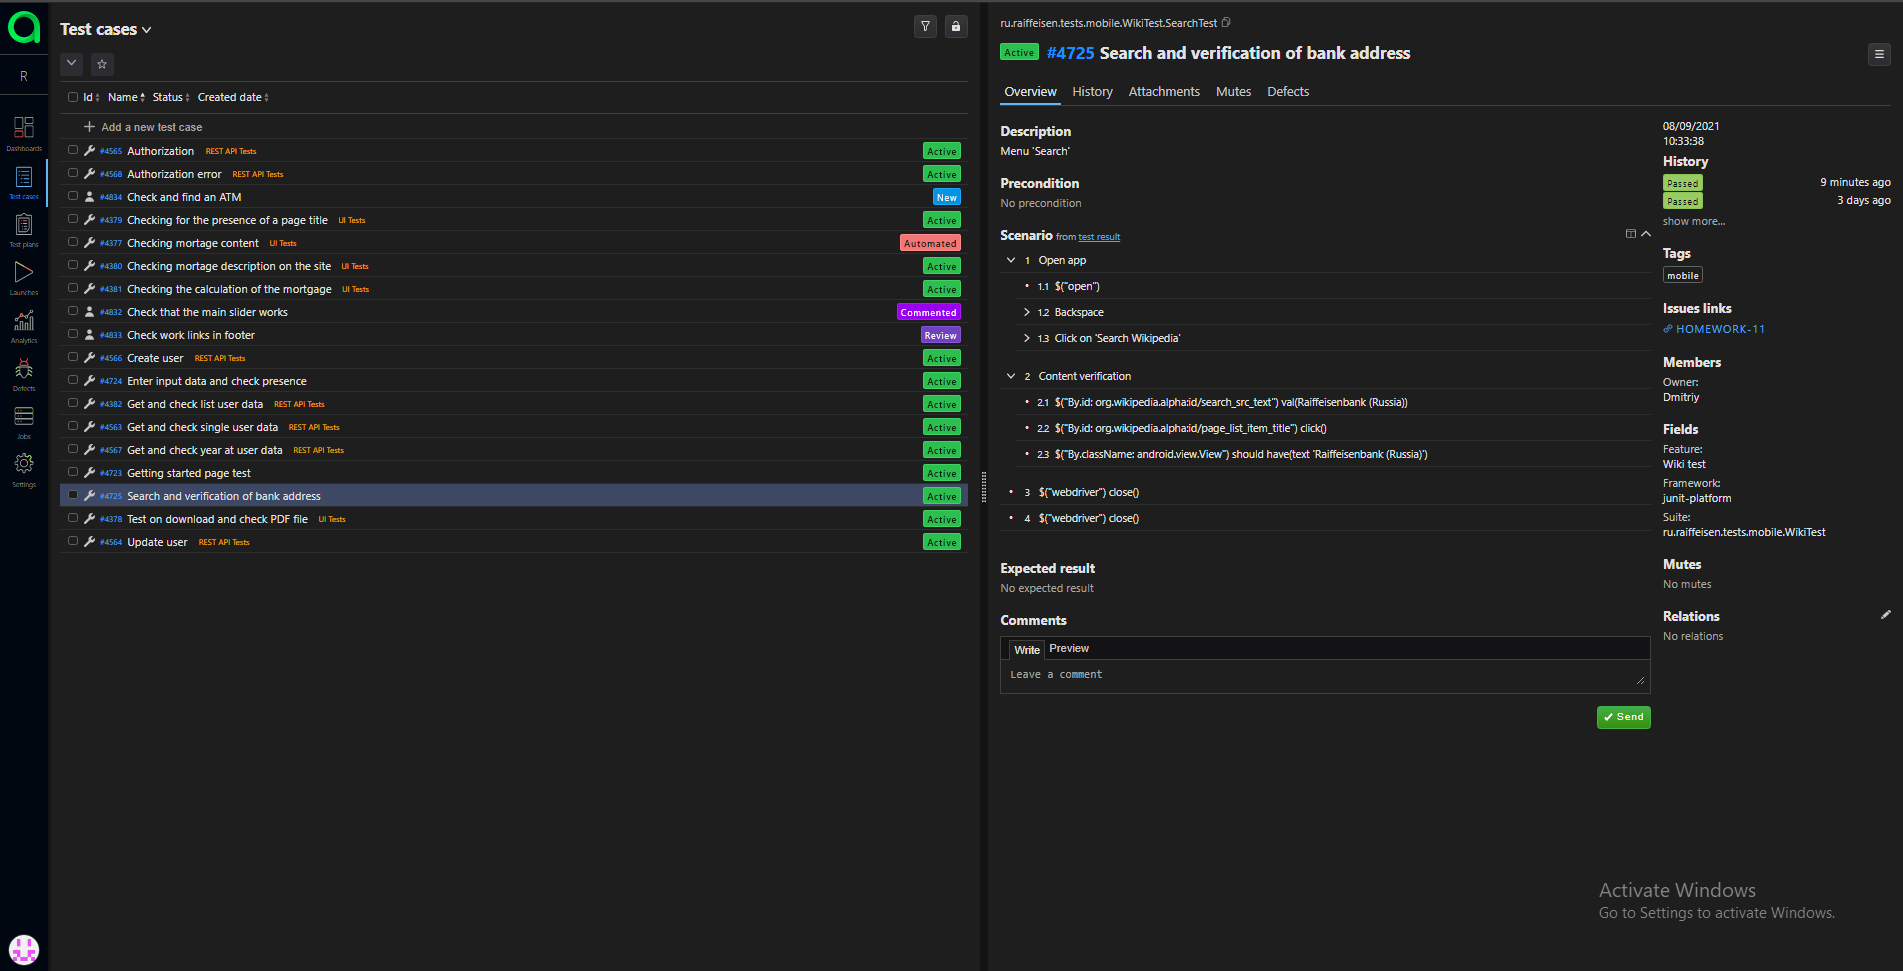 R
Dashboards
Test cases
Test plans
Launches
Analytics
Defects
Jobs
Settings
Test cases
Id Name Status Created date
Add a new test case
#4565 Authorization REST API Tests Active
#4568 Authorization error REST API Tests Active
#4834 Check and find an ATM New
#4379 Checking for the presence of a page title UI Tests Active
#4377 Checking mortage content UI Tests Automated
#4380 Checking mortage description on the site UI Tests Active
#4381 Checking the calculation of the mortgage UI Tests Active
#4832 Check that the main slider works Commented
#4833 Check work links in footer Review
#4566 Create user REST API Tests Active
#4724 Enter input data and check presence Active
#4382 Get and check list user data REST API Tests Active
#4563 Get and check single user data REST API Tests Active
#4567 Get and check year at user data REST API Tests Active
#4723 Getting started page test Active
#4725 Search and verification of bank address Active
#4378 Test on download and check PDF file UI Tests Active
#4564 Update user REST API Tests Active
ru.raiffeisen.tests.mobile.WikiTest.SearchTest
Active #4725 Search and verification of bank address
Overview History Attachments Mutes Defects
Description
Menu 'Search'
Precondition
No precondition
Scenario from test result
1 Open app
• 1.1 $("open")
1.2 Backspace
1.3 Click on 'Search Wikipedia'
2 Content verification
• 2.1 $("By.id: org.wikipedia.alpha:id/search_src_text") val(Raiffeisenbank (Russia))
• 2.2 $("By.id: org.wikipedia.alpha:id/page_list_item_title") click()
• 2.3 $("By.className: android.view.View") should have(text 'Raiffeisenbank (Russia)')
• 3 $("webdriver") close()
• 4 $("webdriver") close()
Expected result
No expected result
Comments
Write Preview
Leave a comment
Send
08/09/2021
10:33:38
History
Passed 9 minutes ago
Passed 3 days ago
show more...
Tags
mobile
Issues links
HOMEWORK-11
Members
Owner:
Dmitriy
Fields
Feature:
Wiki test
Framework:
junit-platform
Suite:
ru.raiffeisen.tests.mobile.WikiTest
Mutes
No mutes
Relations
No relations
Activate Windows
Go to Settings to activate Windows.